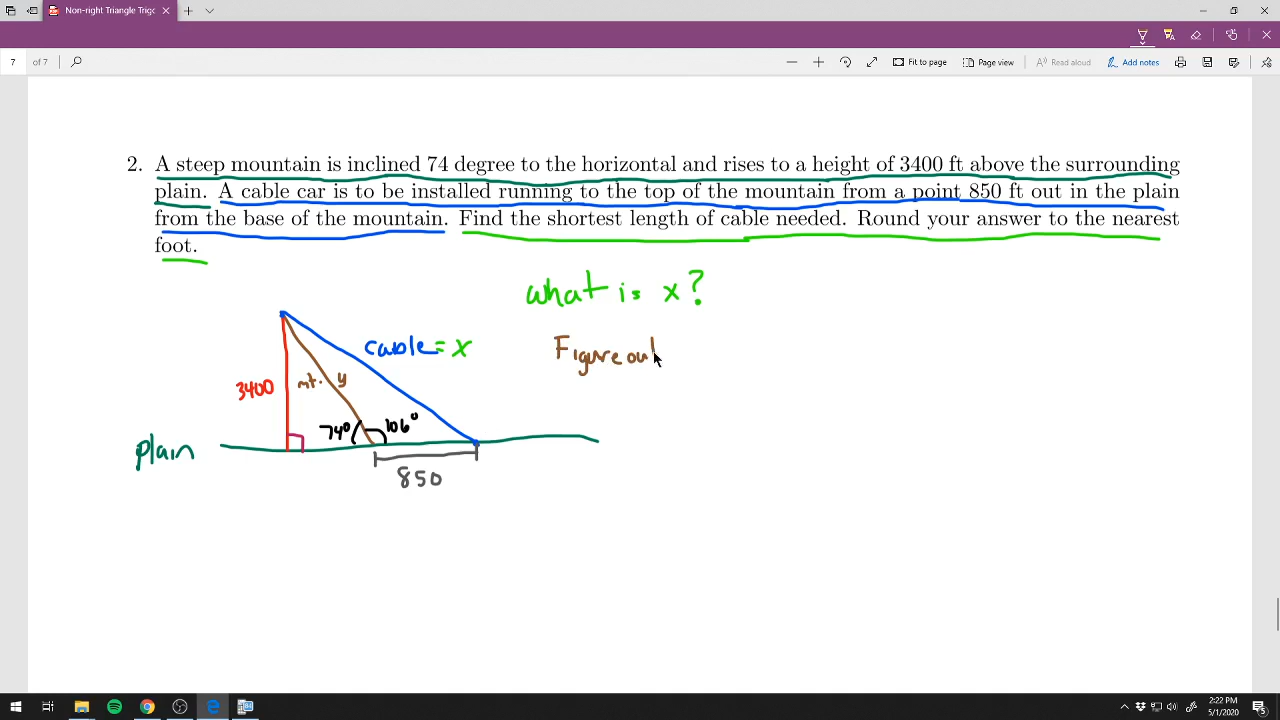 Non-right Triangle Trigo
7 of 7
Fit to page
Page view
Read aloud
Add notes
2. A steep mountain is inclined 74 degree to the horizontal and rises to a height of 3400 ft above the surrounding
plain. A cable car is to be installed running to the top of the mountain from a point 850 ft out in the plain
from the base of the mountain. Find the shortest length of cable needed. Round your answer to the nearest
foot.
what is x?
cable = x
Figure out
3400
mt. y
74° 106°
plain
850
2:22 PM
5/1/2020